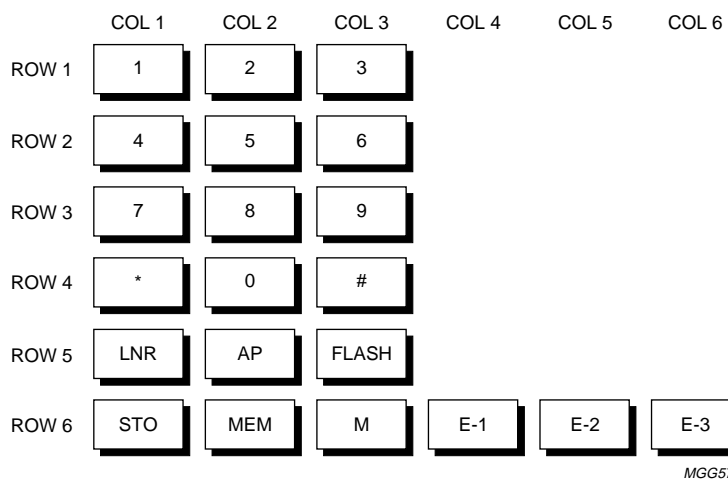 COL 1 COL 2 COL 3 COL 4 COL 5 COL 6
ROW 1 1 2 3
ROW 2 4 5 6
ROW 3 7 8 9
ROW 4 * 0 #
ROW 5 LNR AP FLASH
ROW 6 STO MEM M E-1 E-2 E-3